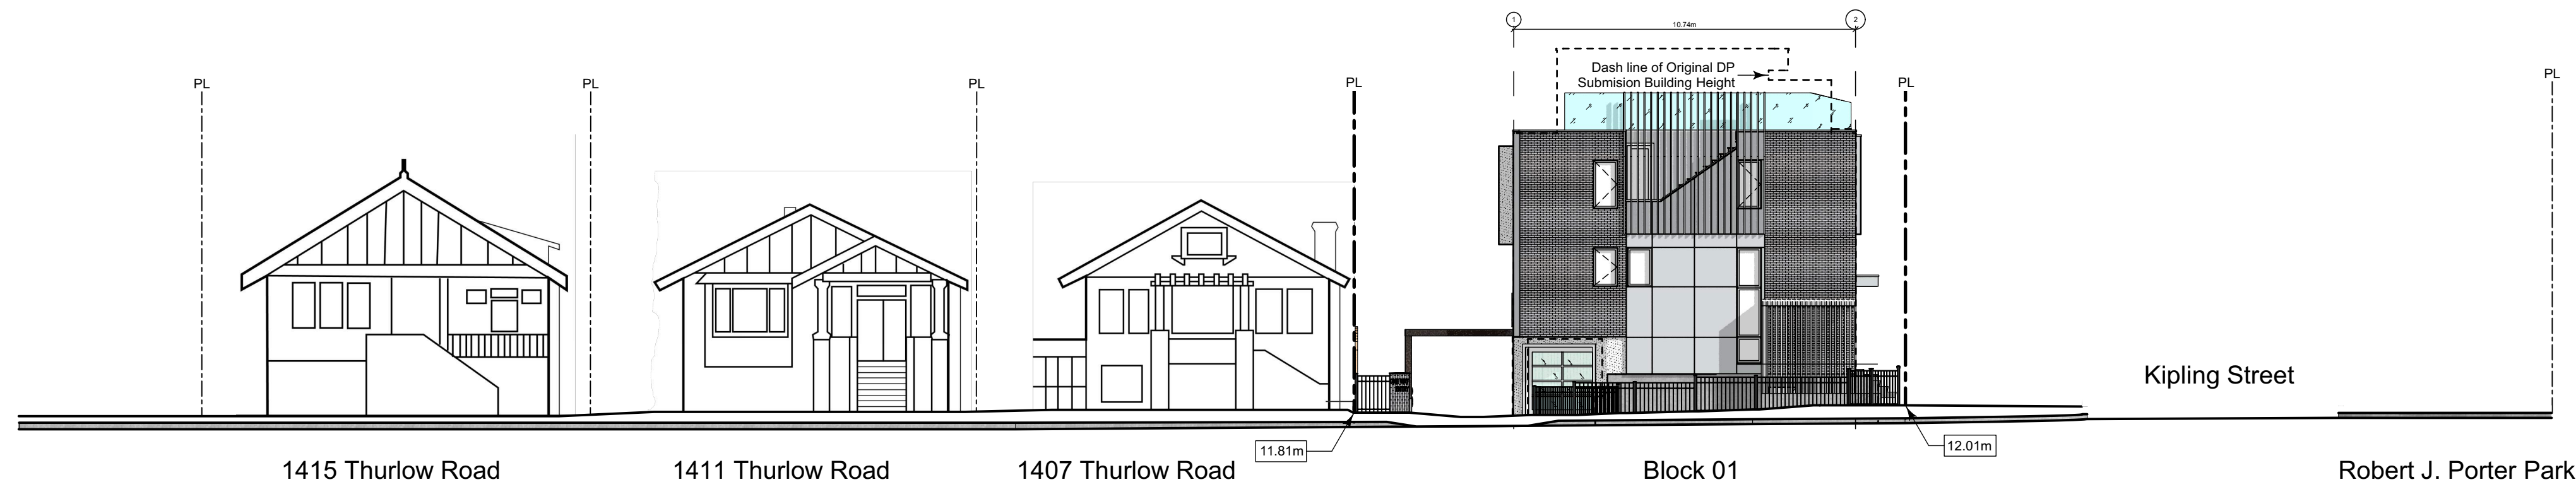 1
10.74m
2
PL
PL
PL
PL
Dash line of Original DP
Submision Building Height
PL
PL
Kipling Street
11.81m
12.01m
1415 Thurlow Road
1411 Thurlow Road
1407 Thurlow Road
Block 01
Robert J. Porter Park